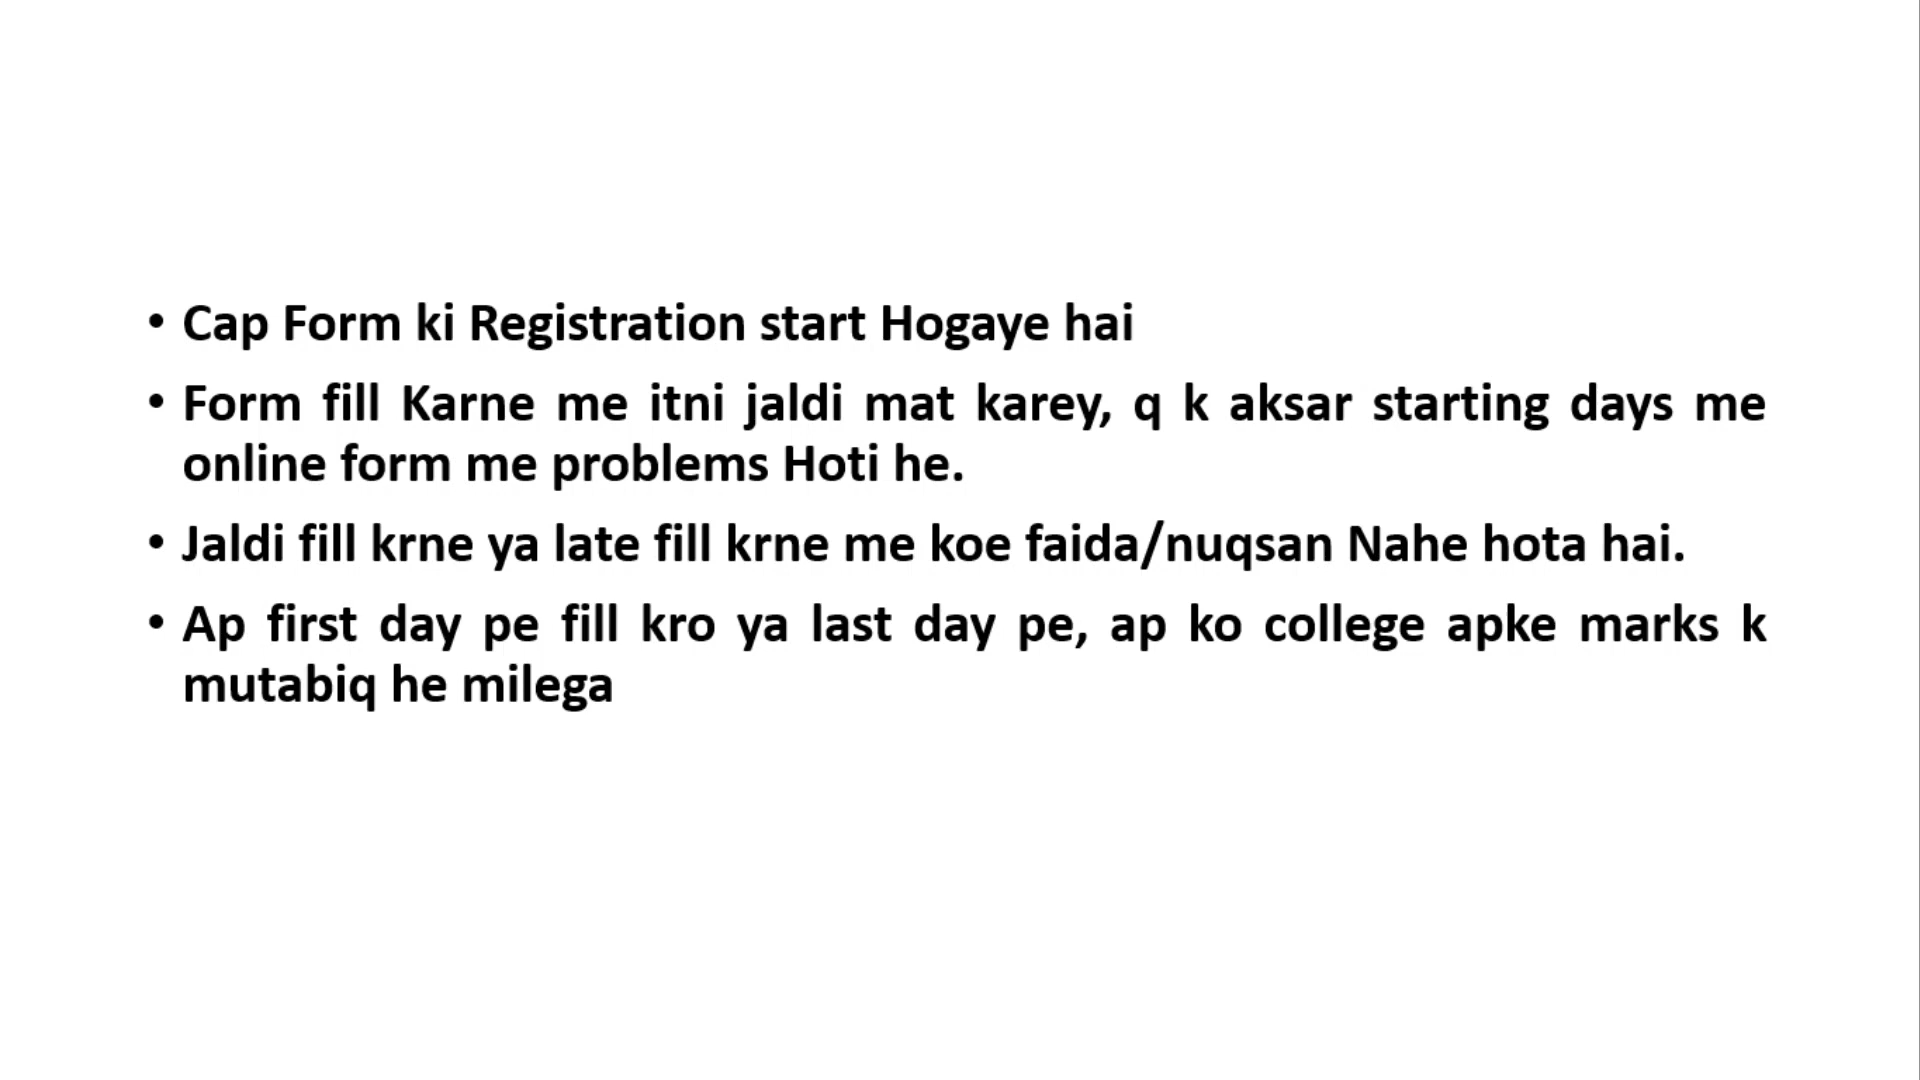 • Cap Form ki Registration start Hogaye hai
• Form fill Karne me itni jaldi mat karey, q k aksar starting days me
online form me problems Hoti he.
• Jaldi fill krne ya late fill krne me koe faida/nuqsan Nahe hota hai.
• Ap first day pe fill kro ya last day pe, ap ko college apke marks k
mutabiq he milega